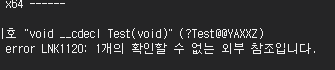 x64 ------
호 "void __cdecl Test(void)" (?Test@@YAXXZ)
error LNK1120: 1개의 확인할 수 없는 외부 참조입니다.